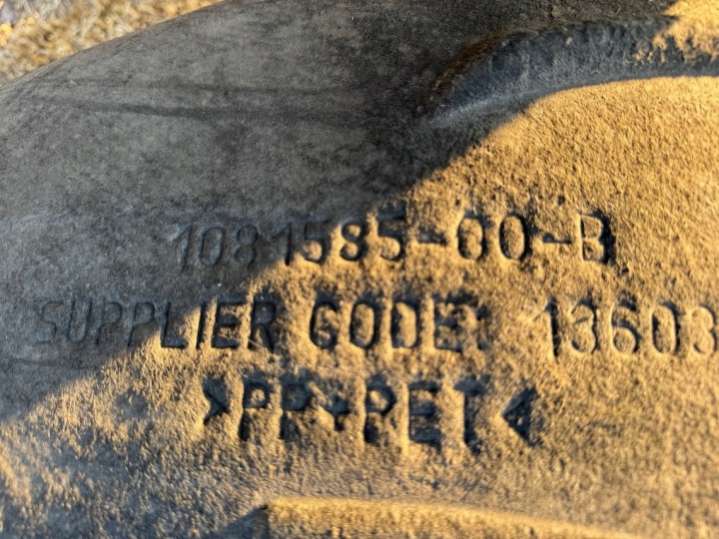 1081585-00-B
SUPPLIER CODE: 13603
>PP+PET<